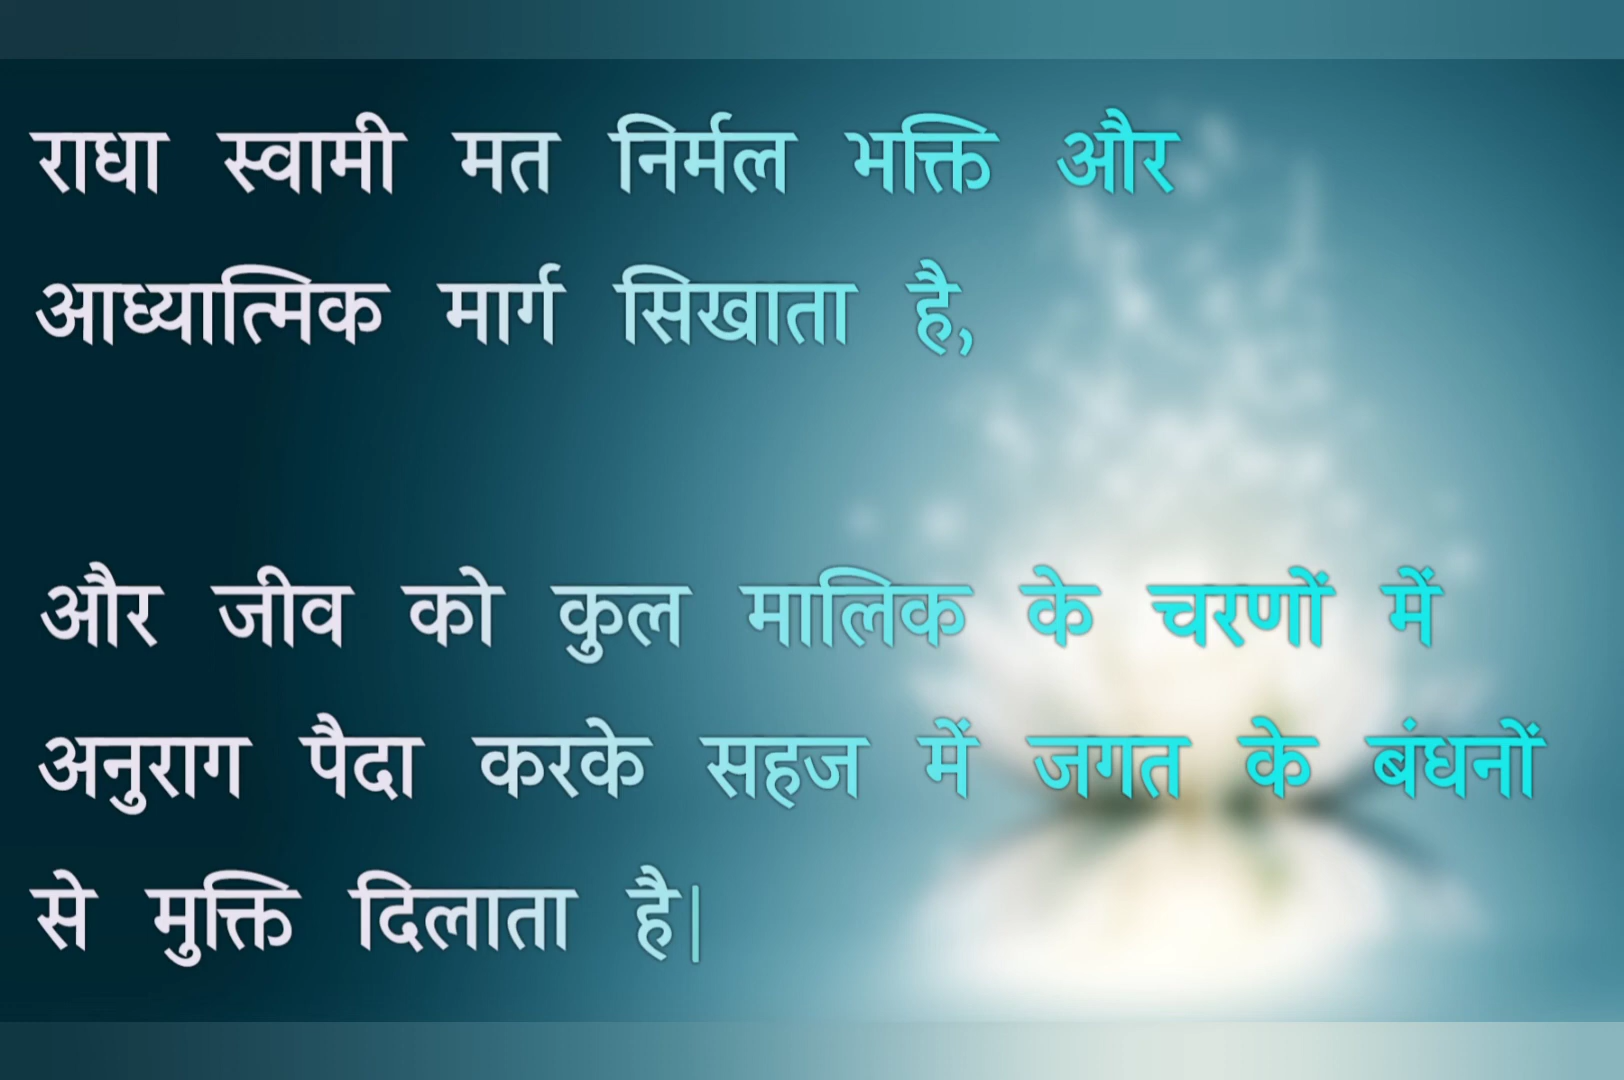 राधा स्वामी मत निर्मल भक्ति और
आध्यात्मिक मार्ग सिखाता है,
और जीव को कुल मालिक के चरणों में
अनुराग पैदा करके सहज में जगत के बंधनों
से मुक्ति दिलाता है|